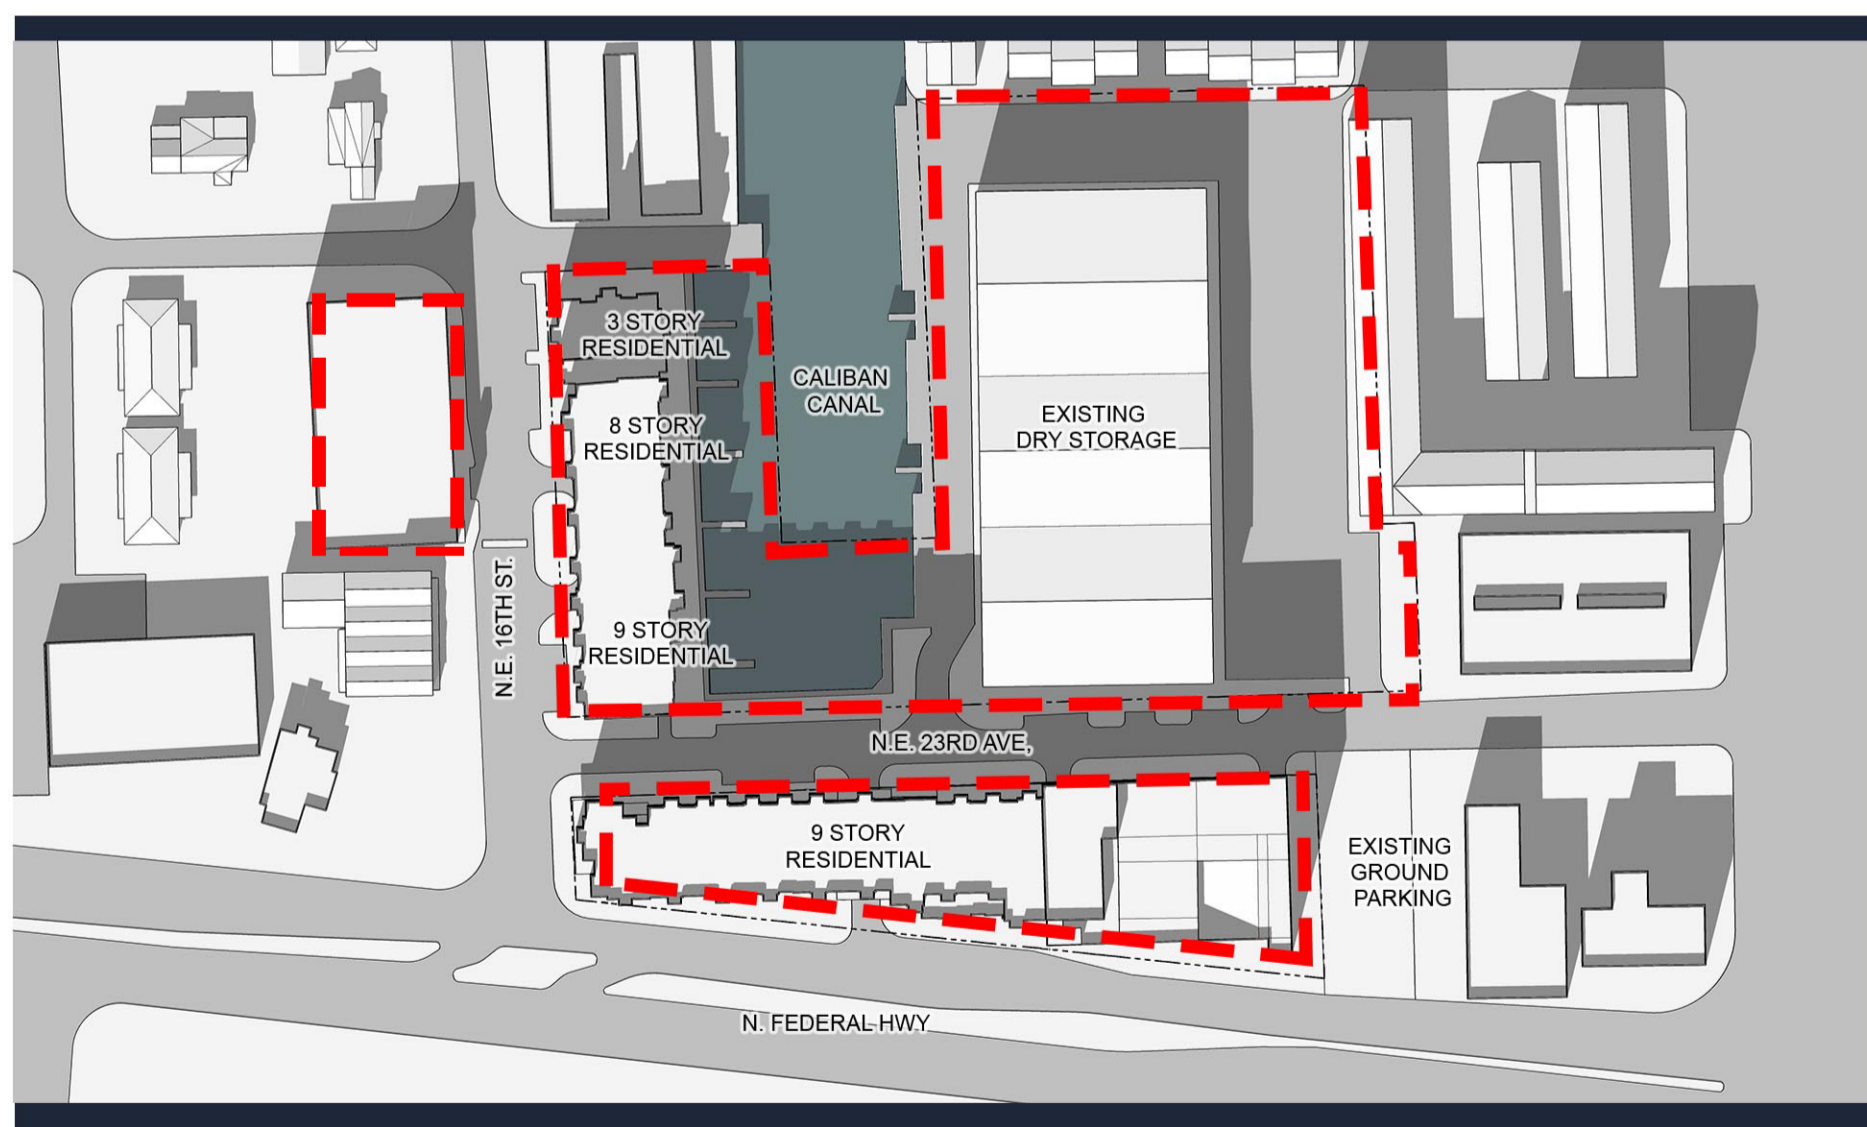 3 STORY
RESIDENTIAL
8 STORY
RESIDENTIAL
9 STORY
RESIDENTIAL
CALIBAN
CANAL
EXISTING
DRY STORAGE
N.E. 16TH ST.
N.E. 23RD AVE,
9 STORY
RESIDENTIAL
EXISTING
GROUND
PARKING
N. FEDERAL HWY